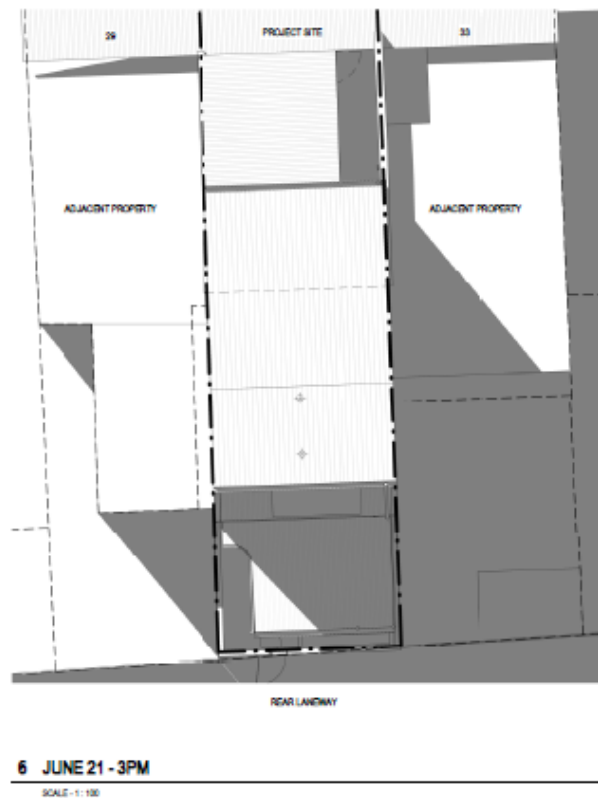 29 PROJECT SITE 33
ADJACENT PROPERTY ADJACENT PROPERTY
REAR LANEWAY
6 JUNE 21 - 3PM
SCALE - 1 : 100